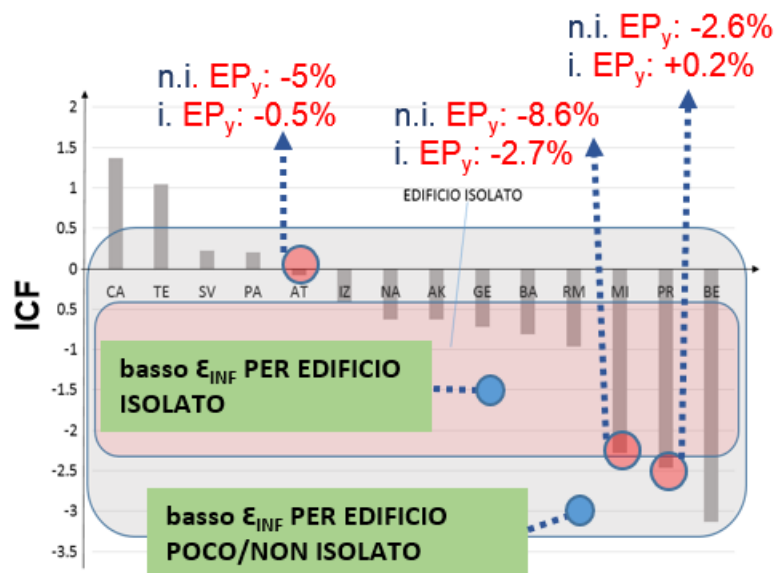 n.i. EPy: -2.6%
i. EPy: +0.2%
n.i. EPy: -5%
i. EPy: -0.5%
n.i. EPy: -8.6%
i. EPy: -2.7%
EDIFICIO ISOLATO
ICF
2
1.5
1
0.5
0
0.5
-1
-1.5
-2
-2.5
-3
-3.5
CA TE SV PA AT IZ NA AK GE BA RM MI PR BE
basso ƐINF PER EDIFICIO
ISOLATO
basso ƐINF PER EDIFICIO
POCO/NON ISOLATO